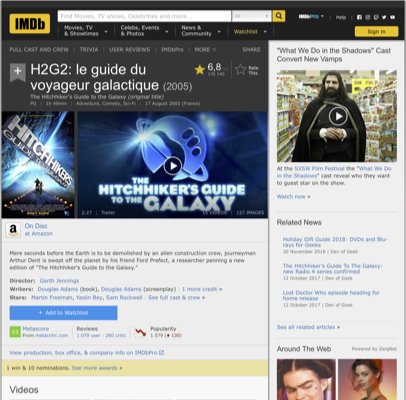 IMDb
Find Movies, TV shows, Celebrities and more...
All
Movies, TV & Showtimes
Celebs, Events & Photos
News & Community
Watchlist
IMDbPro
Help
Sign in
FULL CAST AND CREW | TRIVIA | USER REVIEWS | IMDbPro | MORE
SHARE
H2G2: le guide du voyageur galactique (2005)
The Hitchhiker's Guide to the Galaxy (original title)
PG | 1h 49min | Adventure, Comedy, Sci-Fi | 17 August 2005 (France)
6,8
Rate This
HITCHHIKERS
THE HITCHHIKER'S GUIDE TO THE GALAXY
2:27 | Trailer
10 VIDEOS
127 IMAGES
On Disc
at Amazon
Mere seconds before the Earth is to be demolished by an alien construction crew, journeyman
Arthur Dent is swept off the planet by his friend Ford Prefect, a researcher penning a new
edition of "The Hitchhiker's Guide to the Galaxy."
Director: Garth Jennings
Writers: Douglas Adams (book), Douglas Adams (screenplay) | 1 more credit »
Stars: Martin Freeman, Yasiin Bey, Sam Rockwell | See full cast & crew »
+ Add to Watchlist
63
Metascore
From metacritic.com
Reviews
1 079 user | 280 critic
Popularity
View production, box office, & company info on IMDbPro
1 win & 10 nominations. See more awards »
Videos
"What We Do in the Shadows" Cast
Convert New Vamps
At the SXSW Film Festival the "What We
Do in the Shadows" cast reveal who they want
to guest star on the show.
Watch now »
Related News
Holiday Gift Guide 2018: DVDs and Blu-
rays for Geeks
The Hitchhiker's Guide To The Galaxy:
new Radio 4 series confirmed
12 October 2017 | Den of Geek
Lost Doctor Who episode heading for
home release
12 October 2017 | Den of Geek
See all related articles »
Around The Web
Powered by ZergNet